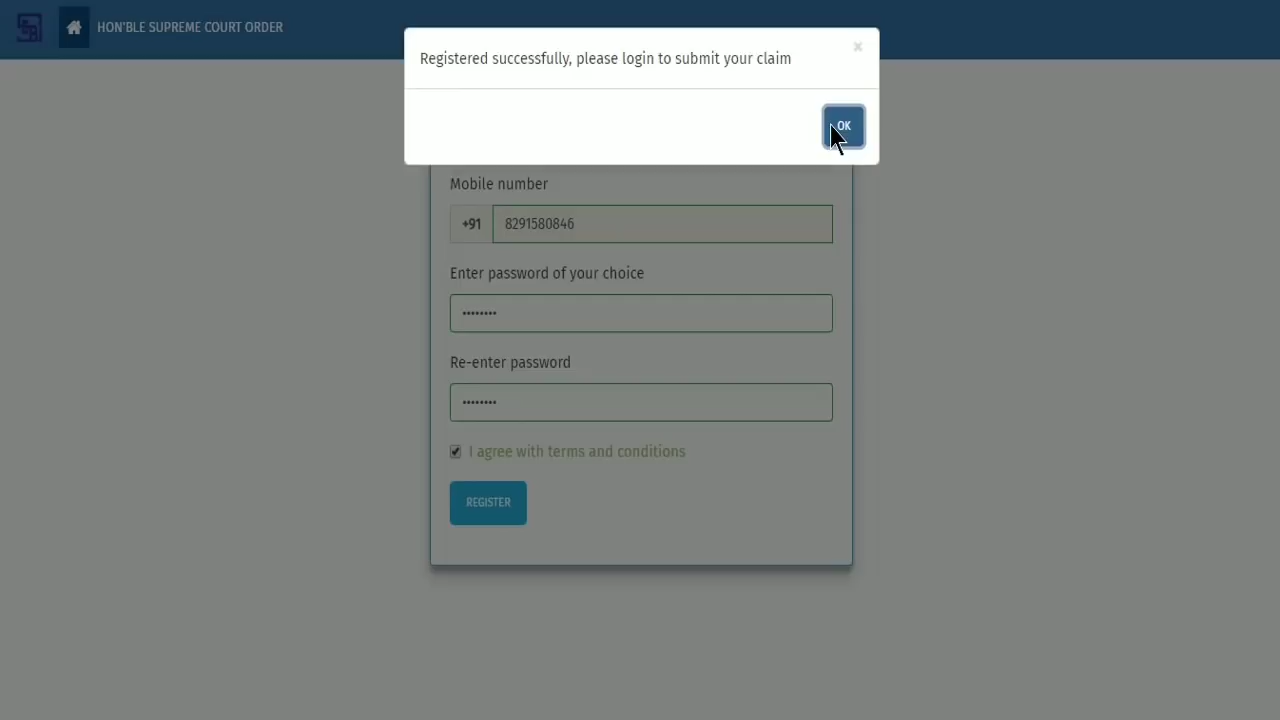 HON'BLE SUPREME COURT ORDER
×
Registered successfully, please login to submit your claim
OK
Mobile number
+91 8291580846
Enter password of your choice
••••••••
Re-enter password
••••••••
I agree with terms and conditions
REGISTER